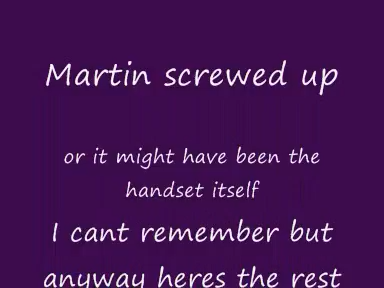 Martin screwed up
or it might have been the
handset itself
I cant remember but
anyway heres the rest